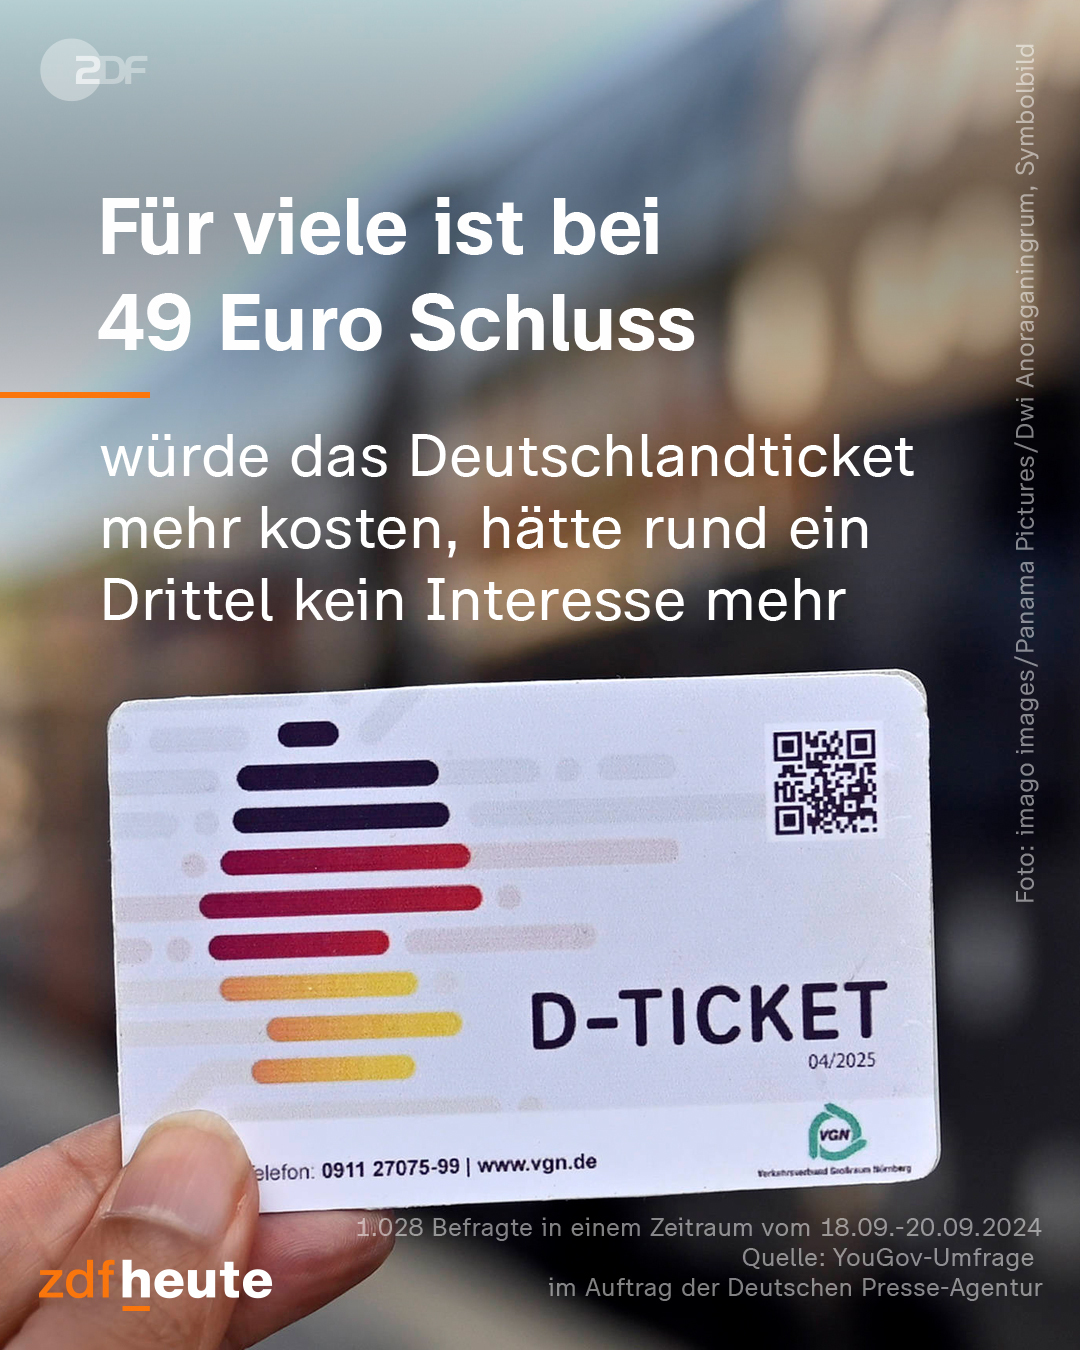 ZDF
Für viele ist bei
49 Euro Schluss
würde das Deutschlandticket
mehr kosten, hätte rund ein
Drittel kein Interesse mehr
Foto: imago images/Panama Pictures/Dwi Anoraganingrum, Symbolbild
D-TICKET
04/2025
VGN
Verkehrsverbund Großraum Nürnberg
elefon: 0911 27075-99 | www.vgn.de
1.028 Befragte in einem Zeitraum vom 18.09.-20.09.2024
Quelle: YouGov-Umfrage
im Auftrag der Deutschen Presse-Agentur
zdfheute